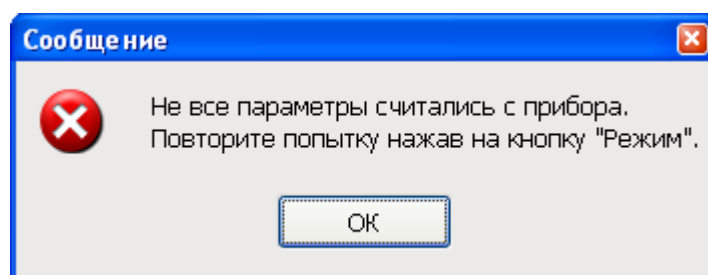 Сообщение
Не все параметры считались с прибора.
Повторите попытку нажав на кнопку "Режим".
ОК